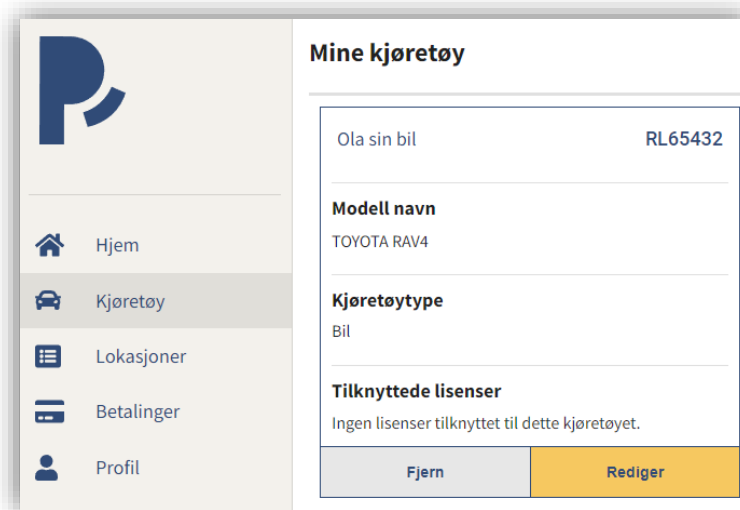 Mine kjøretøy
Hjem
Kjøretøy
Lokasjoner
Betalinger
Profil
Ola sin bil RL65432
Modell navn
TOYOTA RAV4
Kjøretøytype
Bil
Tilknyttede lisenser
Ingen lisenser tilknyttet til dette kjøretøyet.
Fjern Rediger